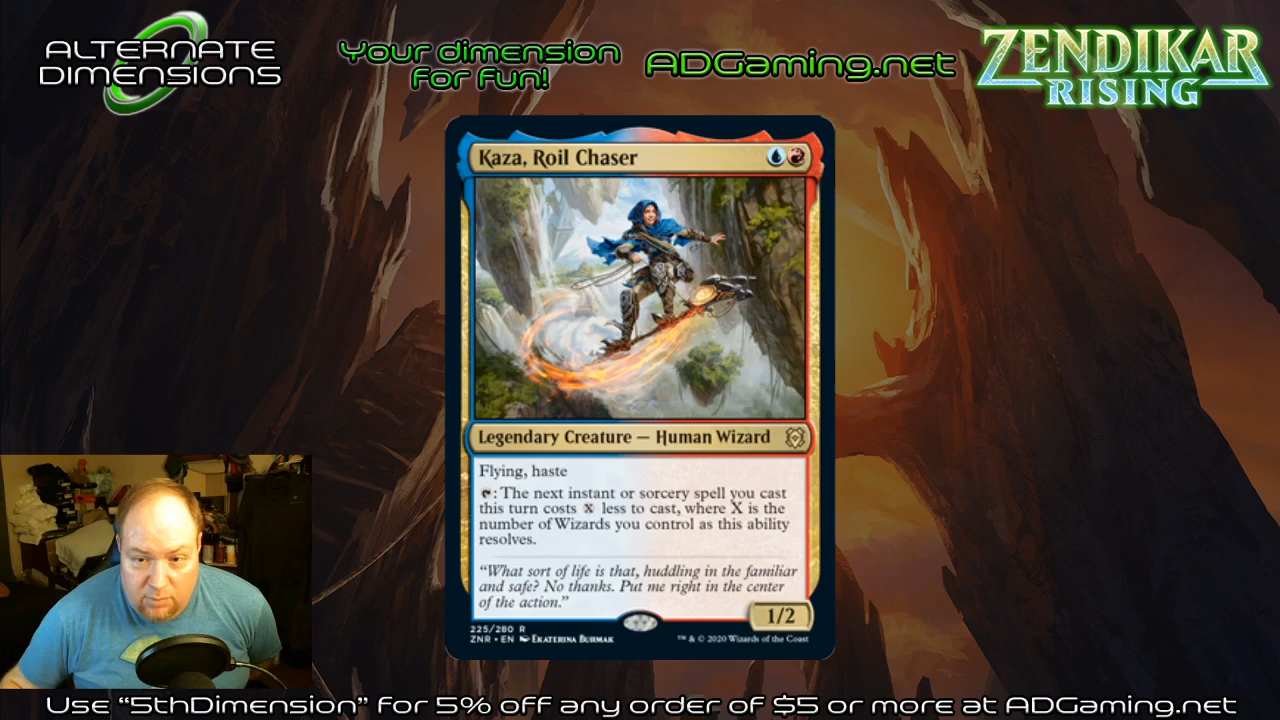 ALTERNATE
DIMENSIONS
Your dimension
for fun!
ADGaming.net
ZENDIKAR
RISING
Kaza, Roil Chaser
Legendary Creature — Human Wizard
Flying, haste
: The next instant or sorcery spell you cast
this turn costs X less to cast, where X is the
number of Wizards you control as this ability
resolves.
“What sort of life is that, huddling in the familiar
and safe? No thanks. Put me right in the center
of the action.”
1/2
225/280 R
ZNR • EN EKATERINA BURMAK
™ & © 2020 Wizards of the Coast
Use “5thDimension” for 5% off any order of $5 or more at ADGaming.net